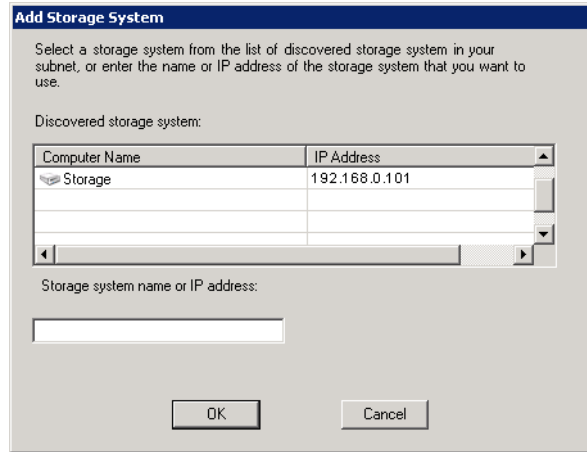 Add Storage System
Select a storage system from the list of discovered storage system in your
subnet, or enter the name or IP address of the storage system that you want to
use.
Discovered storage system:
Computer Name IP Address
Storage 192.168.0.101
Storage system name or IP address:
OK Cancel